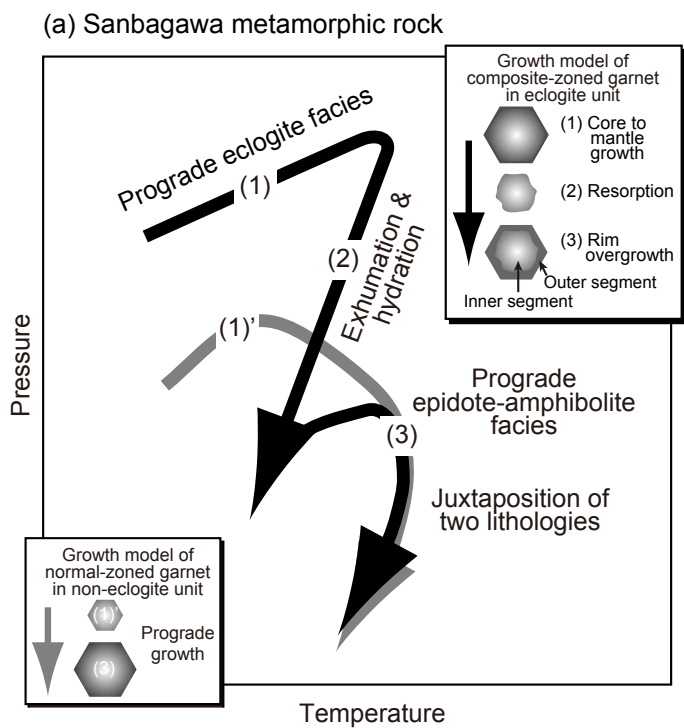 (a) Sanbagawa metamorphic rock
Growth model of
composite-zoned garnet
in eclogite unit
(1) Core to
mantle
growth
(2) Resorption
(3) Rim
overgrowth
Outer segment
Inner segment
Prograde eclogite facies
(1)
(2)
Exhumation &
hydration
(1)’
Prograde
epidote-amphibolite
facies
(3)
Juxtaposition of
two lithologies
Pressure
Growth model of
normal-zoned garnet
in non-eclogite unit
(1)’
Prograde
growth
(3)
Temperature